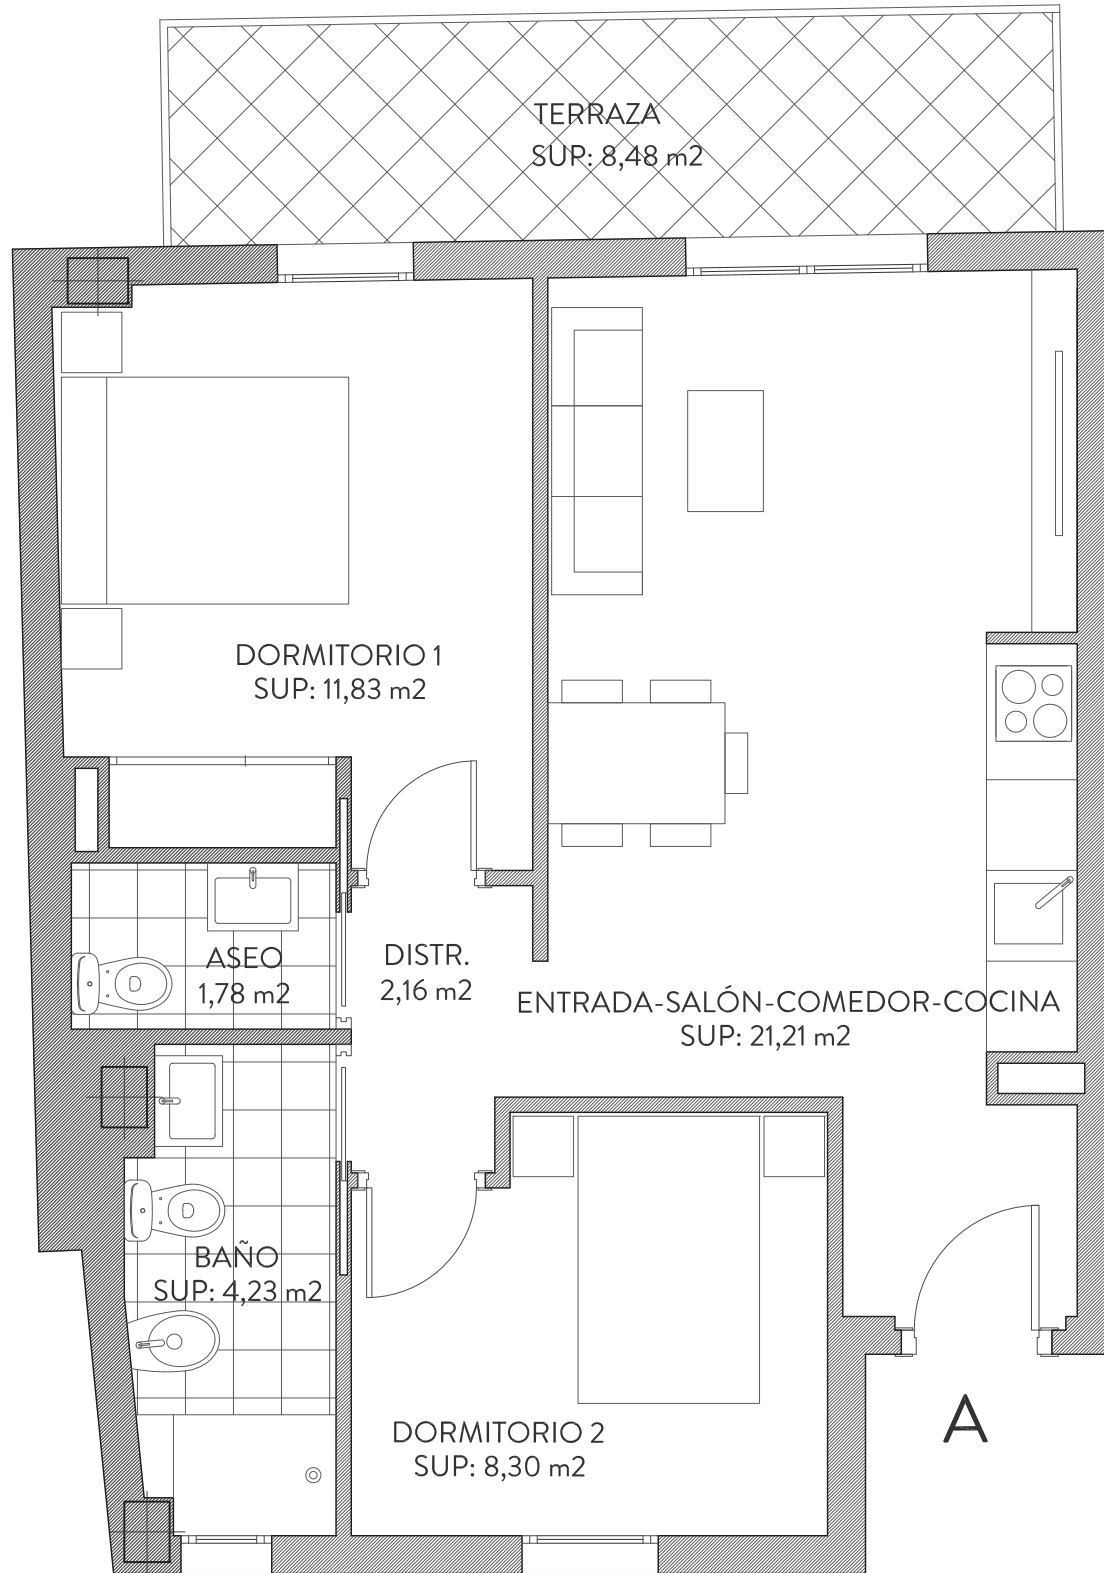 TERRAZA
SUP: 8,48 m2
DORMITORIO 1
SUP: 11,83 m2
ASEO
1,78 m2
DISTR.
2,16 m2
ENTRADA-SALÓN-COMEDOR-COCINA
SUP: 21,21 m2
BAÑO
SUP: 4,23 m2
DORMITORIO 2
SUP: 8,30 m2
A